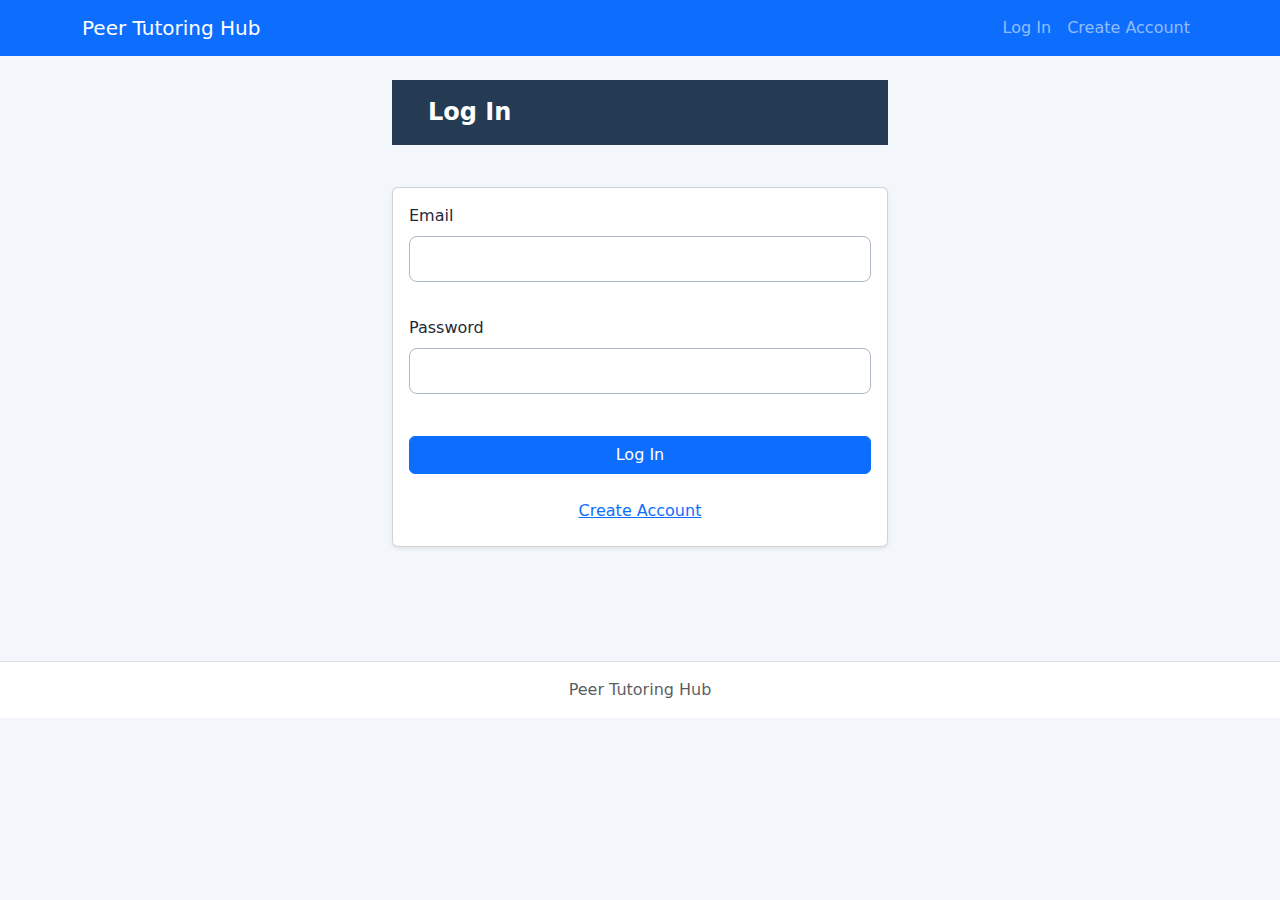 Peer Tutoring Hub
Log In
Create Account
Log In
Email
Password
Log In
Create Account
Peer Tutoring Hub